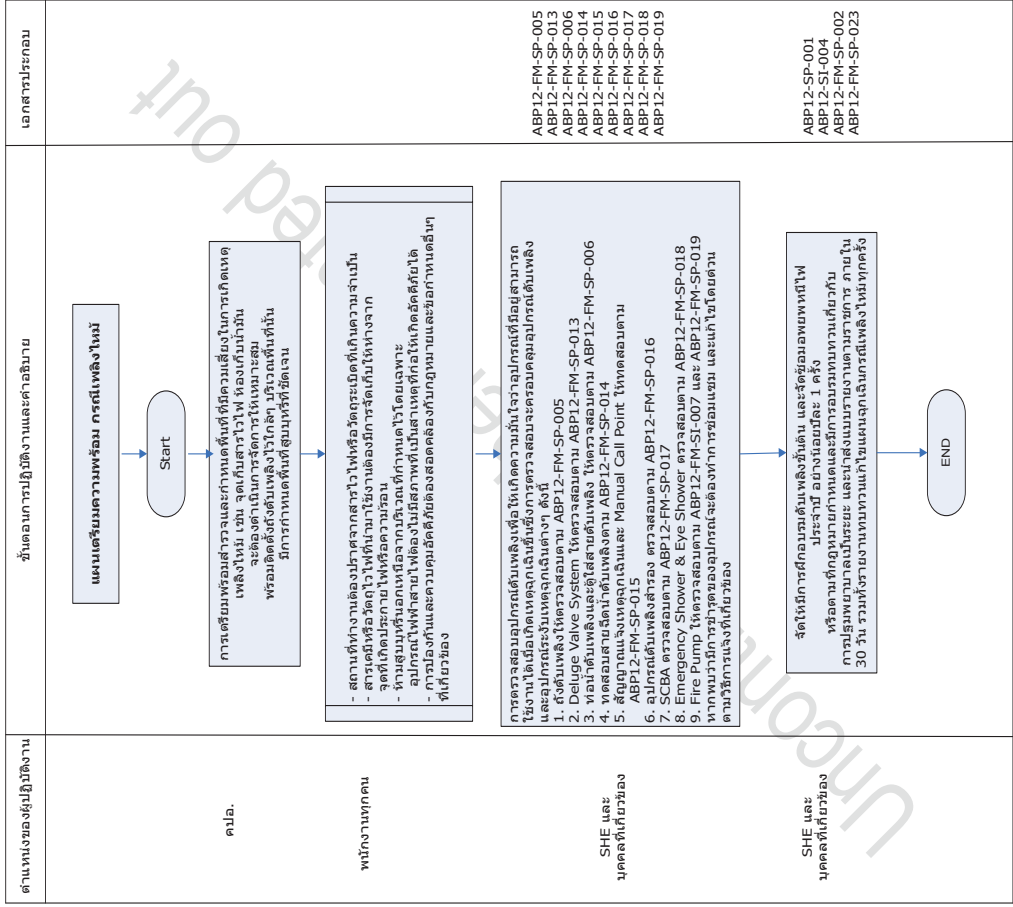 ตำแหน่งของผู้ปฏิบัติงาน
ขั้นตอนการปฏิบัติงานและคำอธิบาย
เอกสารประกอบ
แผนเตรียมความพร้อม กรณีเพลิงไหม้
Start
คปอ.
การเตรียมพร้อมสำรวจและกำหนดพื้นที่ที่มีความเสี่ยงในการเกิดเหตุ
เพลิงไหม้ เช่น จุดเก็บสารไวไฟ ห้องเก็บน้ำมัน
จะต้องดำเนินการจัดการให้เหมาะสม
พร้อมติดตั้งถังดับเพลิงไว้ใกล้ๆ บริเวณพื้นที่นั้น
มีการกำหนดพื้นที่สูบบุหรี่ที่ชัดเจน
พนักงานทุกคน
- สถานที่ทำงานต้องปราศจากสารไวไฟหรือวัตถุระเบิดที่เกินความจำเป็น
- สารเคมีหรือวัตถุไวไฟที่นำมาใช้งานต้องมีการจัดเก็บให้ห่างจาก
จุดที่เกิดประกายไฟหรือความร้อน
- ห้ามสูบบุหรี่นอกเหนือจากบริเวณที่กำหนดไว้โดยเฉพาะ
อุปกรณ์ไฟฟ้าสายไฟต้องไม่มีสภาพที่เป็นสาเหตุที่ก่อให้เกิดอัคคีภัยได้
- การป้องกันและควบคุมอัคคีภัยต้องสอดคล้องกับกฎหมายและข้อกำหนดอื่นๆ
ที่เกี่ยวข้อง
SHE และ
บุคคลที่เกี่ยวข้อง
การตรวจสอบอุปกรณ์ดับเพลิงเพื่อให้เกิดความมั่นใจว่าอุปกรณ์ที่มีอยู่สามารถ
ใช้งานได้เมื่อเกิดเหตุฉุกเฉินขึ้นซึ่งการตรวจสอบจะครอบคลุมอุปกรณ์ดับเพลิง
และอุปกรณ์ระงับเหตุฉุกเฉินต่างๆ ดังนี้
1. ถังดับเพลิงให้ตรวจสอบตาม ABP12-FM-SP-005
2. Deluge Valve System ให้ตรวจสอบตาม ABP12-FM-SP-013
3. ท่อน้ำดับเพลิงและตู้ใส่สายดับเพลิง ให้ตรวจสอบตาม ABP12-FM-SP-006
4. ทดสอบสายฉีดน้ำดับเพลิงตาม ABP12-FM-SP-014
5. สัญญาณแจ้งเหตุฉุกเฉินและ Manual Call Point ให้ทดสอบตาม
ABP12-FM-SP-015
6. อุปกรณ์ดับเพลิงสำรอง ตรวจสอบตาม ABP12-FM-SP-016
7. SCBA ตรวจสอบตาม ABP12-FM-SP-017
8. Emergency Shower & Eye Shower ตรวจสอบตาม ABP12-FM-SP-018
9. Fire Pump ให้ตรวจสอบตาม ABP12-FM-SI-007 และ ABP12-FM-SP-019
หากพบว่ามีการชำรุดของอุปกรณ์จะต้องทำการซ่อมแซม และแก้ไขโดยด่วน
ตามวิธีการแจ้งที่เกี่ยวข้อง
ABP12-FM-SP-005
ABP12-FM-SP-013
ABP12-FM-SP-006
ABP12-FM-SP-014
ABP12-FM-SP-015
ABP12-FM-SP-016
ABP12-FM-SP-017
ABP12-FM-SP-018
ABP12-FM-SP-019
SHE และ
บุคคลที่เกี่ยวข้อง
จัดให้มีการฝึกอบรมดับเพลิงขั้นต้น และจัดซ้อมอพยพหนีไฟ
ประจำปี อย่างน้อยปีละ 1 ครั้ง
หรือตามที่กฎหมายกำหนดและมีการอบรมทบทวนเกี่ยวกับ
การปฐมพยาบาลเป็นระยะ และนำส่งแบบรายงานตามราชการ ภายใน
30 วัน รวมทั้งรายงานทบทวนแก้ไขแผนฉุกเฉินกรณีเพลิงไหม้ทุกครั้ง
ABP12-SP-001
ABP12-SI-004
ABP12-FM-SP-002
ABP12-FM-SP-023
END